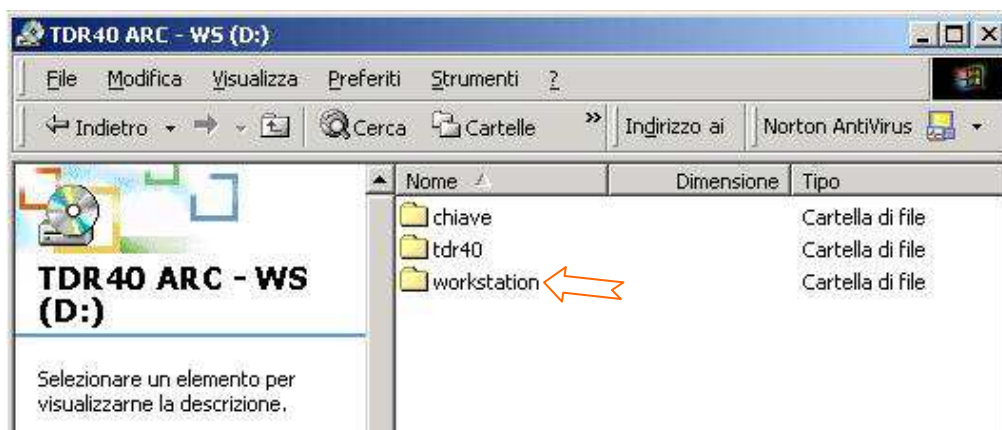 TDR40 ARC - WS (D:)
File Modifica Visualizza Preferiti Strumenti ?
Indietro Cerca Cartelle » Indirizzo ai Norton AntiVirus
Nome Dimensione Tipo
chiave Cartella di file
tdr40 Cartella di file
workstation Cartella di file
TDR40 ARC - WS
(D:)
Selezionare un elemento per
visualizzarne la descrizione.